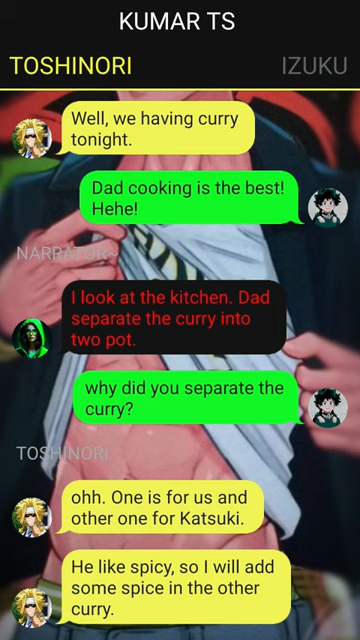 KUMAR TS
TOSHINORI IZUKU
Well, we having curry
tonight.
Dad cooking is the best!
Hehe!
NARRATOR~
I look at the kitchen. Dad
separate the curry into
two pot.
why did you separate the
curry?
TOSHINORI
ohh. One is for us and
other one for Katsuki.
He like spicy, so I will add
some spice in the other
curry.